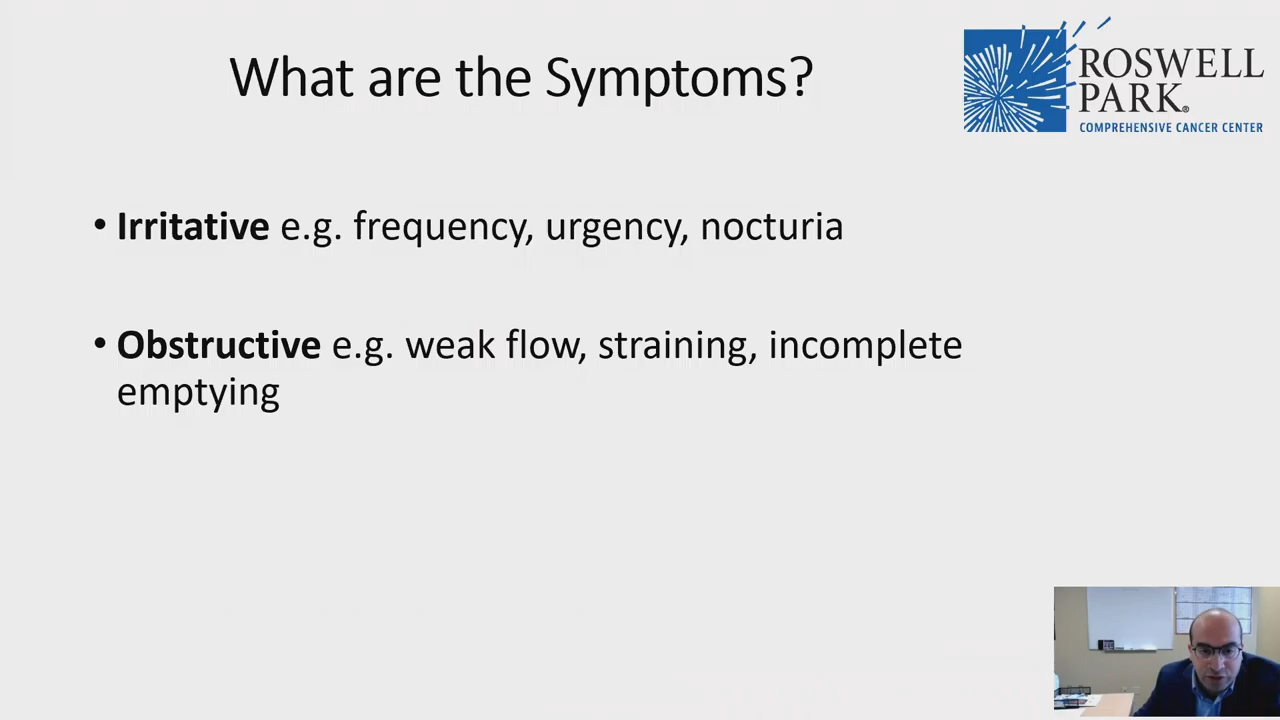 What are the Symptoms?
ROSWELL
PARK®
COMPREHENSIVE CANCER CENTER
• Irritative e.g. frequency, urgency, nocturia
• Obstructive e.g. weak flow, straining, incomplete
emptying